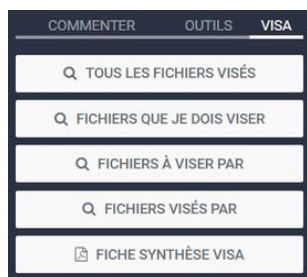 COMMENTER OUTILS VISA
TOUS LES FICHIERS VISÉS
FICHIERS QUE JE DOIS VISER
FICHIERS À VISER PAR
FICHIERS VISÉS PAR
FICHE SYNTHÈSE VISA